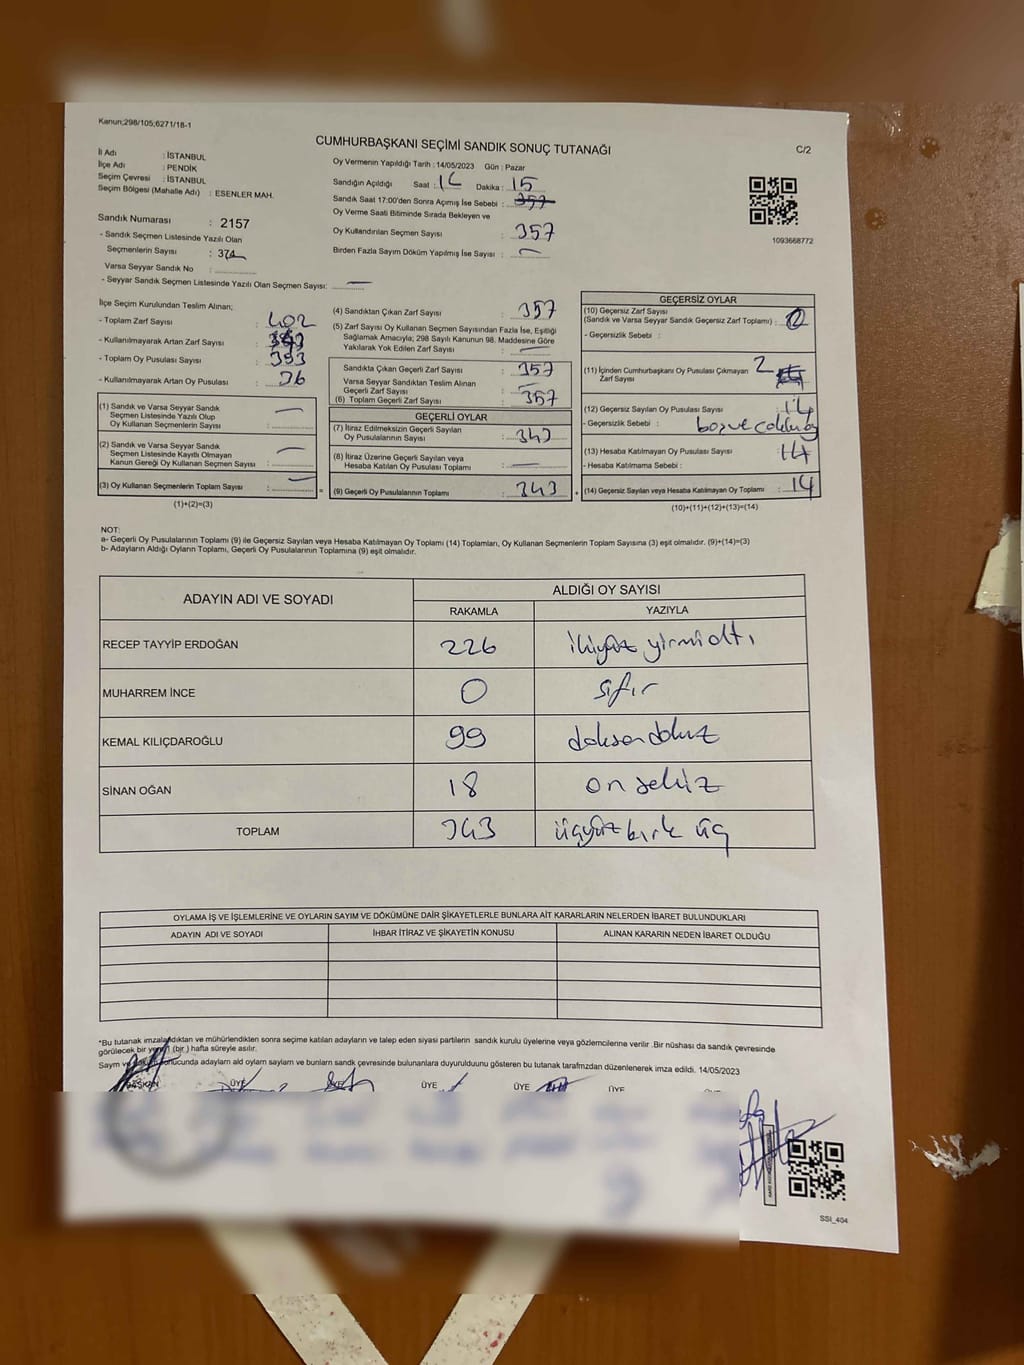 Kanun;298/105;6271/18-1
CUMHURBAŞKANI SEÇİMİ SANDIK SONUÇ TUTANAĞI
C/2
İl Adı : İSTANBUL
İlçe Adı : PENDİK
Seçim Çevresi : İSTANBUL
Seçim Bölgesi (Mahalle Adı) : ESENLER MAH.
Sandık Numarası : 2157
- Sandık Seçmen Listesinde Yazılı Olan
Seçmenlerin Sayısı : 374
Varsa Seyyar Sandık No :
- Seyyar Sandık Seçmen Listesinde Yazılı Olan Seçmen Sayısı: —
Oy Vermenin Yapıldığı Tarih : 14/05/2023 Gün : Pazar
Sandığın Açıldığı Saat : Dakika : 15
Sandık Saat 17:00'den Sonra Açımış İse Sebebi : 357
Oy Verme Saati Bitiminde Sırada Bekleyen ve
Oy Kullandırılan Seçmen Sayısı : 357
Birden Fazla Sayım Döküm Yapılmış İse Sayısı : —
1093668772
İlçe Seçim Kurulundan Teslim Alınan;
- Toplam Zarf Sayısı : 402
- Kullanılmayarak Artan Zarf Sayısı :
- Toplam Oy Pusulası Sayısı : 393
- Kullanılmayarak Artan Oy Pusulası : 36
(1) Sandık ve Varsa Seyyar Sandık
Seçmen Listesinde Yazılı Olup
Oy Kullanan Seçmenlerin Sayısı : —
(2) Sandık ve Varsa Seyyar Sandık
Seçmen Listesinde Kayıtlı Olmayan
Kanun Gereği Oy Kullanan Seçmen Sayısı : —
(3) Oy Kullanan Seçmenlerin Toplam Sayısı : —
(1)+(2)=(3)
(4) Sandıktan Çıkan Zarf Sayısı : 357
(5) Zarf Sayısı Oy Kullanan Seçmen Sayısından Fazla İse, Eşitliği
Sağlamak Amacıyla; 298 Sayılı Kanunun 98. Maddesine Göre
Yakılarak Yok Edilen Zarf Sayısı : —
Sandıkta Çıkan Geçerli Zarf Sayısı : 357
Varsa Seyyar Sandıktan Teslim Alınan
Geçerli Zarf Sayısı : —
(6) Toplam Geçerli Zarf Sayısı : 357
GEÇERLİ OYLAR
(7) İtiraz Edilmeksizin Geçerli Sayılan
Oy Pusulalarının Sayısı : 343
(8) İtiraz Üzerine Geçerli Sayılan veya
Hesaba Katılan Oy Pusulası Toplamı : —
(9) Geçerli Oy Pusulalarının Toplamı : 343
GEÇERSİZ OYLAR
(10) Geçersiz Zarf Sayısı
(Sandık ve Varsa Seyyar Sandık Geçersiz Zarf Toplamı) :
- Geçersizlik Sebebi :
(11) İçinden Cumhurbaşkanı Oy Pusulası Çıkmayan 2
Zarf Sayısı
(12) Geçersiz Sayılan Oy Pusulası Sayısı :
- Geçersizlik Sebebi : boş ve
(13) Hesaba Katılmayan Oy Pusulası Sayısı : 14
- Hesaba Katılmama Sebebi :
(14) Geçersiz Sayılan veya Hesaba Katılmayan Oy Toplamı : 14
(10)+(11)+(12)+(13)=(14)
NOT:
a- Geçerli Oy Pusulalarının Toplamı (9) ile Geçersiz Sayılan veya Hesaba Katılmayan Oy Toplamı (14) Toplamları, Oy Kullanan Seçmenlerin Toplam Sayısına (3) eşit olmalıdır. (9)+(14)=(3)
b- Adayların Aldığı Oyların Toplamı, Geçerli Oy Pusulalarının Toplamına (9) eşit olmalıdır.
ADAYIN ADI VE SOYADI ALDIĞI OY SAYISI
RAKAMLA YAZIYLA
RECEP TAYYİP ERDOĞAN 226 ikiyüz yirmi altı
MUHARREM İNCE 0 sıfır
KEMAL KILIÇDAROĞLU 99 doksan dokuz
SİNAN OĞAN 18 on sekiz
TOPLAM 343 üçyüz kırk üç
OYLAMA İŞ VE İŞLEMLERİNE VE OYLARIN SAYIM VE DÖKÜMÜNE DAİR ŞİKAYETLERLE BUNLARA AİT KARARLARIN NELERDEN İBARET BULUNDUKLARI
ADAYIN ADI VE SOYADI İHBAR İTİRAZ VE ŞİKAYETİN KONUSU ALINAN KARARIN NEDEN İBARET OLDUĞU
*Bu tutanak imzalandıktan ve mühürlendikten sonra seçime katılan adayların ve talep eden siyasi partilerin sandık kurulu üyelerine veya gözlemcilerine verilir .Bir nüshası da sandık çevresinde
görülecek bir yere 1 (bir ) hafta süreyle asılır.
Sayım ve sonucunda adayların ald oyların sayların bunların sandk çevresinde bulunanlara duyurulduunu gösteren bu tutanak tarafmzdan düzenlenerek imza edildi. 14/05/2023
BAŞKAN ÜYE ÜYE ÜYE ÜYE ÜYE
SSİ_404